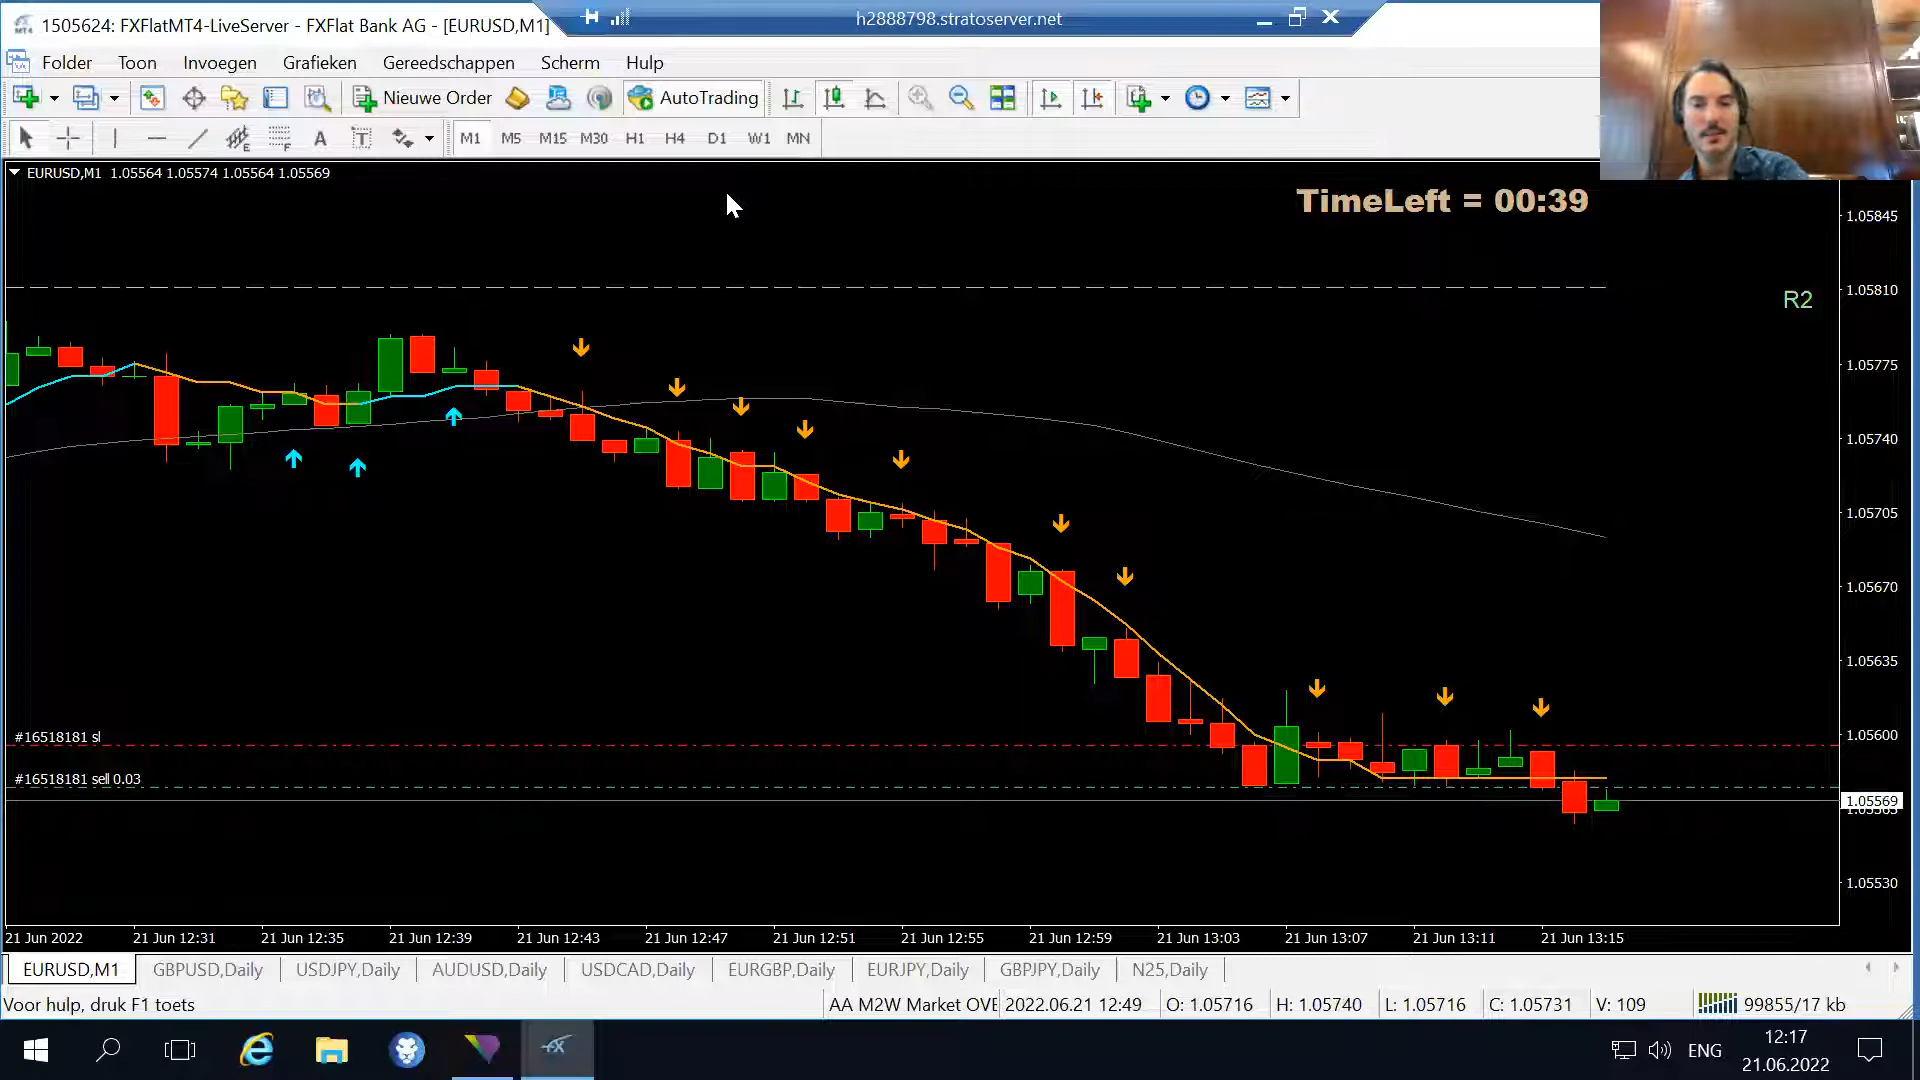 1505624: FXFlatMT4-LiveServer - FXFlat Bank AG - [EURUSD,M1]
h2888798.stratoserver.net
Folder Toon Invoegen Grafieken Gereedschappen Scherm Hulp
Nieuwe Order AutoTrading
E F A T M1 M5 M15 M30 H1 H4 D1 W1 MN
EURUSD,M1 1.05564 1.05574 1.05564 1.05569
TimeLeft = 00:39
R2
1.05845
1.05810
1.05775
1.05740
1.05705
1.05670
1.05635
#16518181 sl
1.05600
#16518181 sell 0.03
1.05569
1.05530
21 Jun 2022 21 Jun 12:31 21 Jun 12:35 21 Jun 12:39 21 Jun 12:43 21 Jun 12:47 21 Jun 12:51 21 Jun 12:55 21 Jun 12:59 21 Jun 13:03 21 Jun 13:07 21 Jun 13:11 21 Jun 13:15
EURUSD,M1 GBPUSD,Daily USDJPY,Daily AUDUSD,Daily USDCAD,Daily EURGBP,Daily EURJPY,Daily GBPJPY,Daily N25,Daily
Voor hulp, druk F1 toets AA M2W Market OVE 2022.06.21 12:49 O: 1.05716 H: 1.05740 L: 1.05716 C: 1.05731 V: 109 99855/17 kb
ENG 12:17
21.06.2022